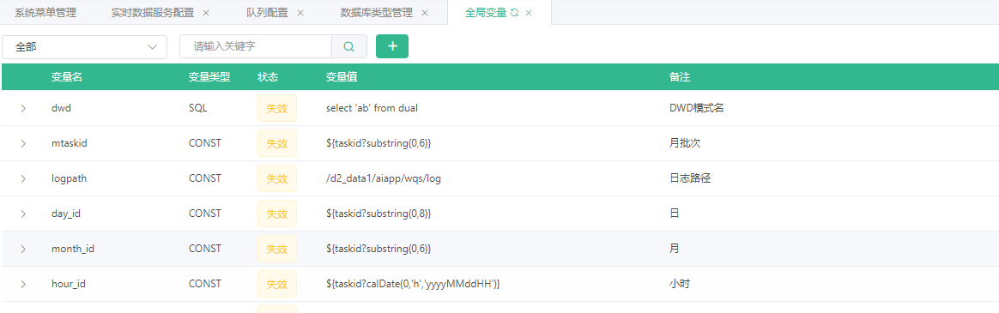 系统菜单管理 实时数据服务配置 队列配置 数据库类型管理 全局变量
全部 请输入关键字
变量名 变量类型 状态 变量值 备注
dwd SQL 失效 select 'ab' from dual DWD模式名
mtaskid CONST 失效 ${taskid?substring(0,6)} 月批次
logpath CONST 失效 /d2_data1/aiapp/wqs/log 日志路径
day_id CONST 失效 ${taskid?substring(0,8)} 日
month_id CONST 失效 ${taskid?substring(0,6)} 月
hour_id CONST 失效 ${taskid?calDate(0,'h','yyyyMMddHH')} 小时